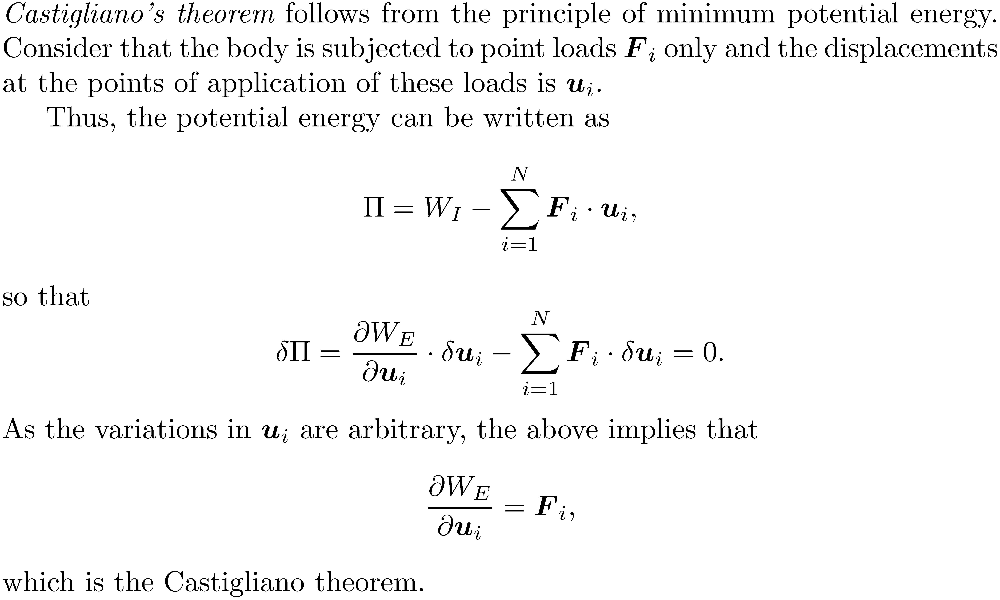 Castigliano's theorem follows from the principle of minimum potential energy.
Consider that the body is subjected to point loads $\boldsymbol{F}_i$ only and the displacements
at the points of application of these loads is $\boldsymbol{u}_i$.
Thus, the potential energy can be written as
$$\Pi = W_I - \sum_{i=1}^{N} \boldsymbol{F}_i \cdot \boldsymbol{u}_i,$$
so that
$$\delta\Pi = \frac{\partial W_E}{\partial \boldsymbol{u}_i} \cdot \delta\boldsymbol{u}_i - \sum_{i=1}^{N} \boldsymbol{F}_i \cdot \delta\boldsymbol{u}_i = 0.$$
As the variations in $\boldsymbol{u}_i$ are arbitrary, the above implies that
$$\frac{\partial W_E}{\partial \boldsymbol{u}_i} = \boldsymbol{F}_i,$$
which is the Castigliano theorem.